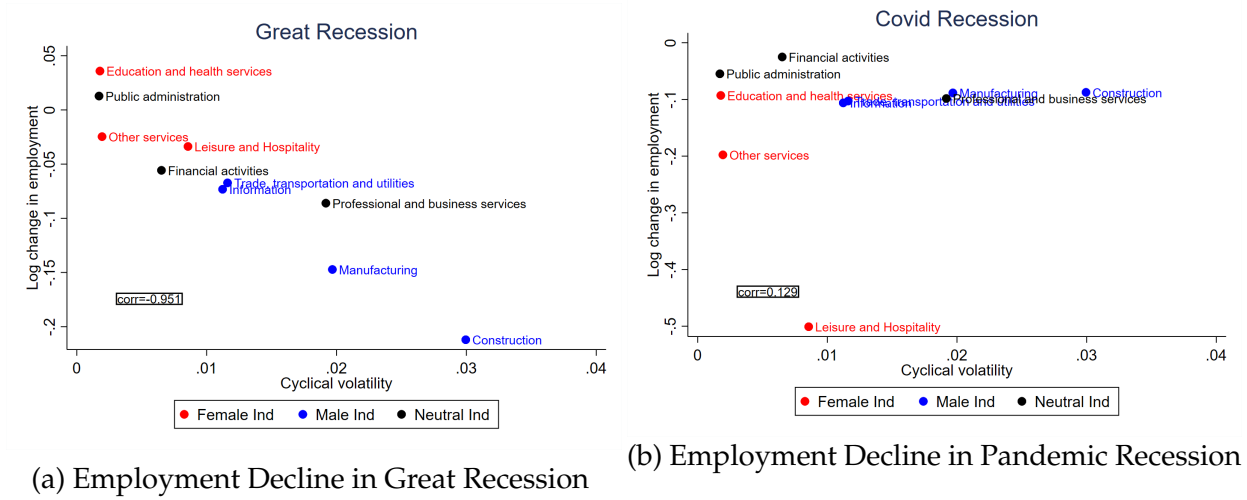 Great Recession
Log change in employment
.05
0
-.05
-.1
-.15
-.2
Education and health services
Public administration
Other services
Leisure and Hospitality
Financial activities
Trade, transportation and utilities
Information
Professional and business services
Manufacturing
corr=-0.951
Construction
0 .01 .02 .03 .04
Cyclical volatility
Female Ind Male Ind Neutral Ind
(a) Employment Decline in Great Recession
Covid Recession
Log change in employment
0
-.1
-.2
-.3
-.4
-.5
Financial activities
Public administration
Education and health services
Manufacturing
Construction
Trade, transportation and utilities
Professional and business services
Information
Other services
corr=0.129
Leisure and Hospitality
0 .01 .02 .03 .04
Cyclical volatility
Female Ind Male Ind Neutral Ind
(b) Employment Decline in Pandemic Recession